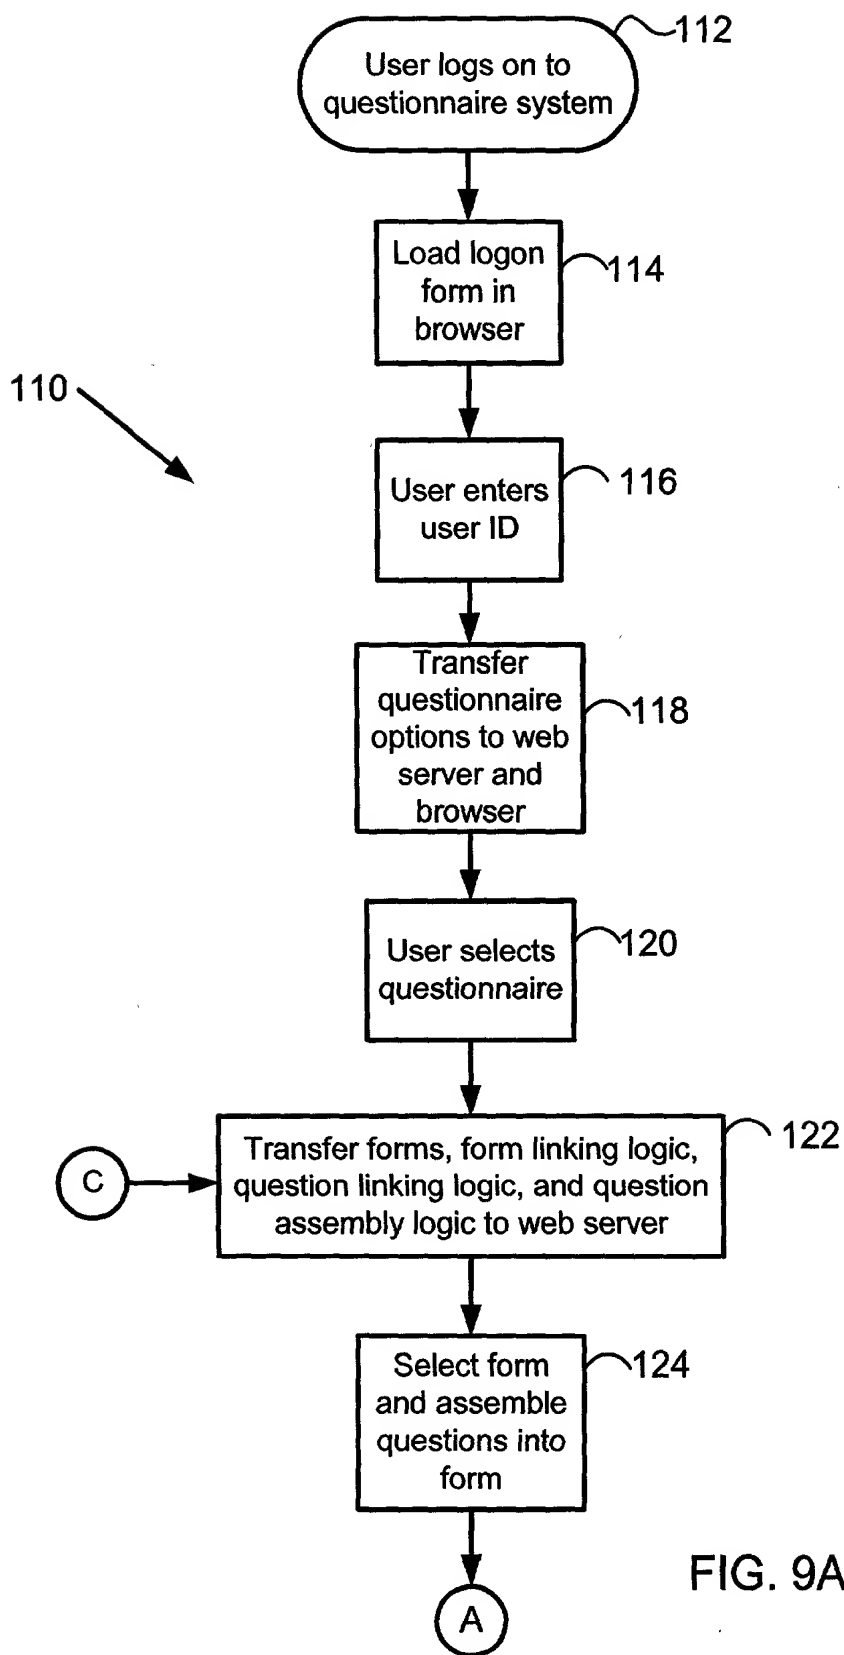 User logs on to
questionnaire system
112
Load logon
form in
browser
114
110
User enters
user ID
116
Transfer
questionnaire
options to web
server and
browser
118
User selects
questionnaire
120
C
Transfer forms, form linking logic,
question linking logic, and question
assembly logic to web server
122
Select form
and assemble
questions into
form
124
FIG. 9A
A